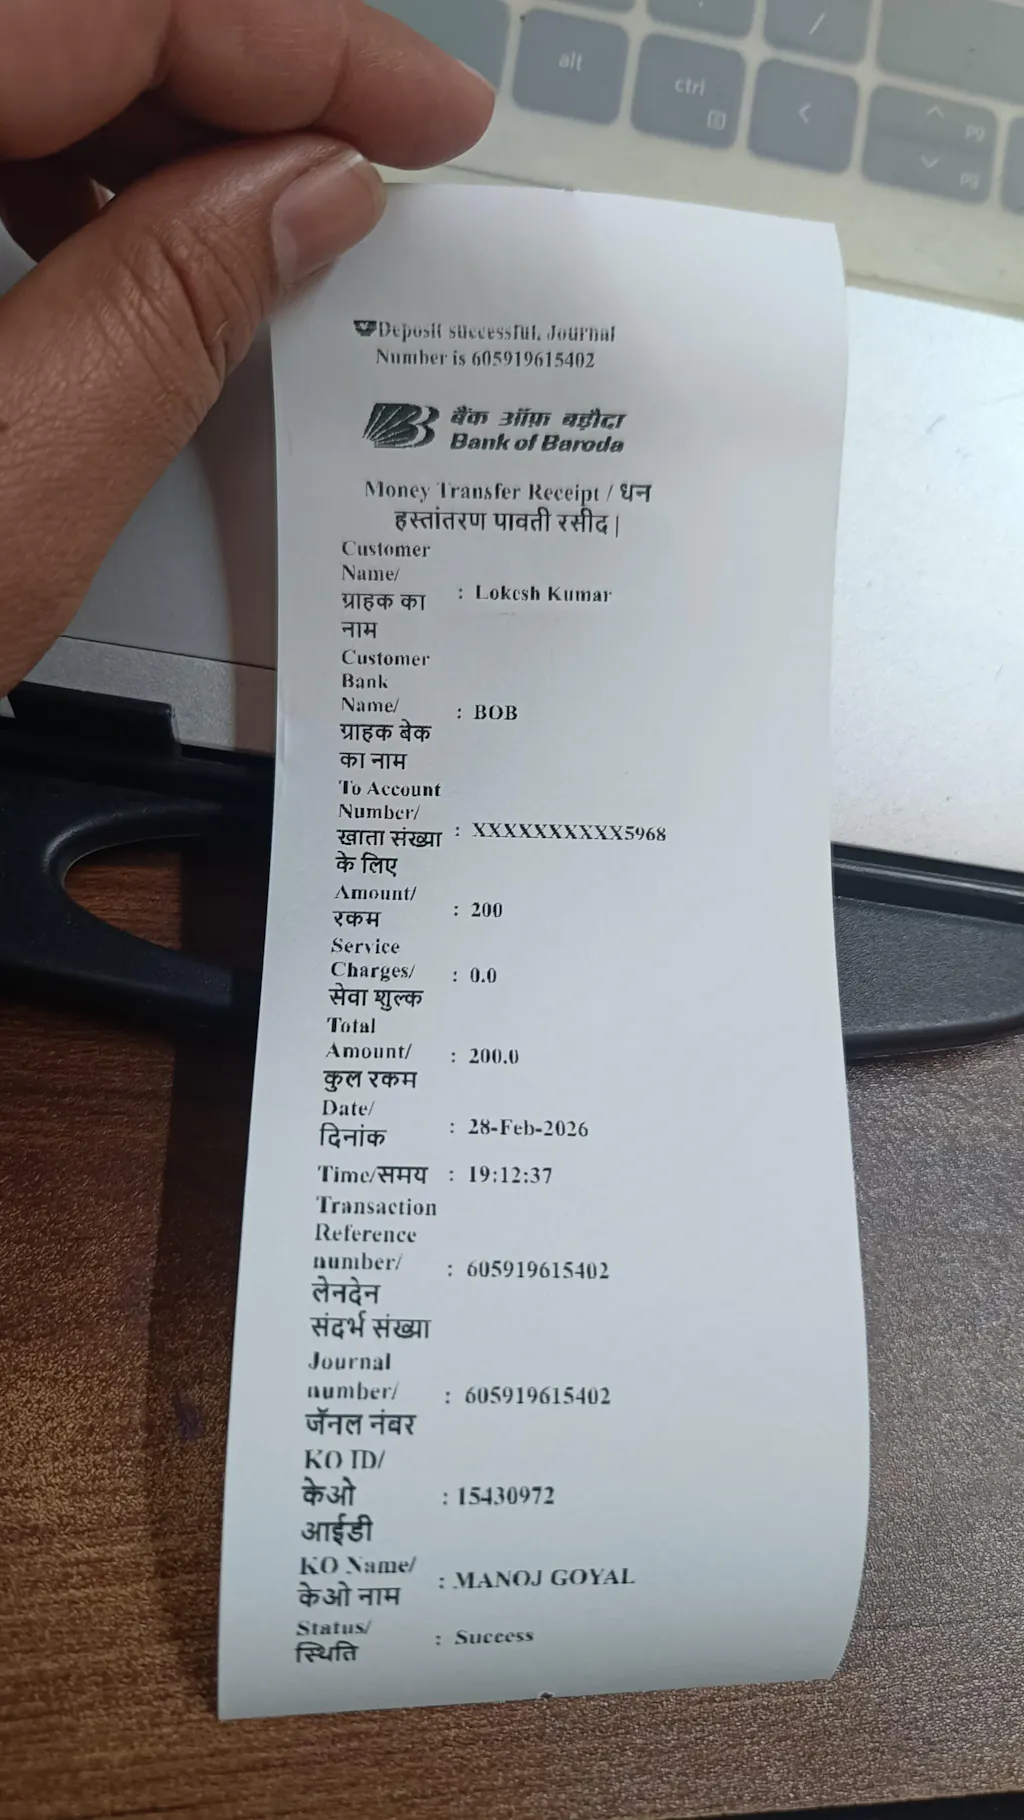 alt
ctrl
<
/
pg
pg
Deposit successful, Journal
Number is 605919615402
बैंक ऑफ़ बड़ौदा
Bank of Baroda
Money Transfer Receipt / धन
हस्तांतरण पावती रसीद |
Customer
Name/
ग्राहक का
नाम
: Lokesh Kumar
Customer
Bank
Name/
ग्राहक बेक
का नाम
: BOB
To Account
Number/
खाता संख्या
के लिए
: XXXXXXXXXX5968
Amount/
रकम
: 200
Service
Charges/
सेवा शुल्क
: 0.0
Total
Amount/
कुल रकम
: 200.0
Date/
दिनांक
: 28-Feb-2026
Time/समय : 19:12:37
Transaction
Reference
number/
लेनदेन
संदर्भ संख्या
: 605919615402
Journal
number/
जॅनल नंबर
: 605919615402
KO ID/
केओ
आईडी
: 15430972
KO Name/
केओ नाम
: MANOJ GOYAL
Status/
स्थिति
: Success